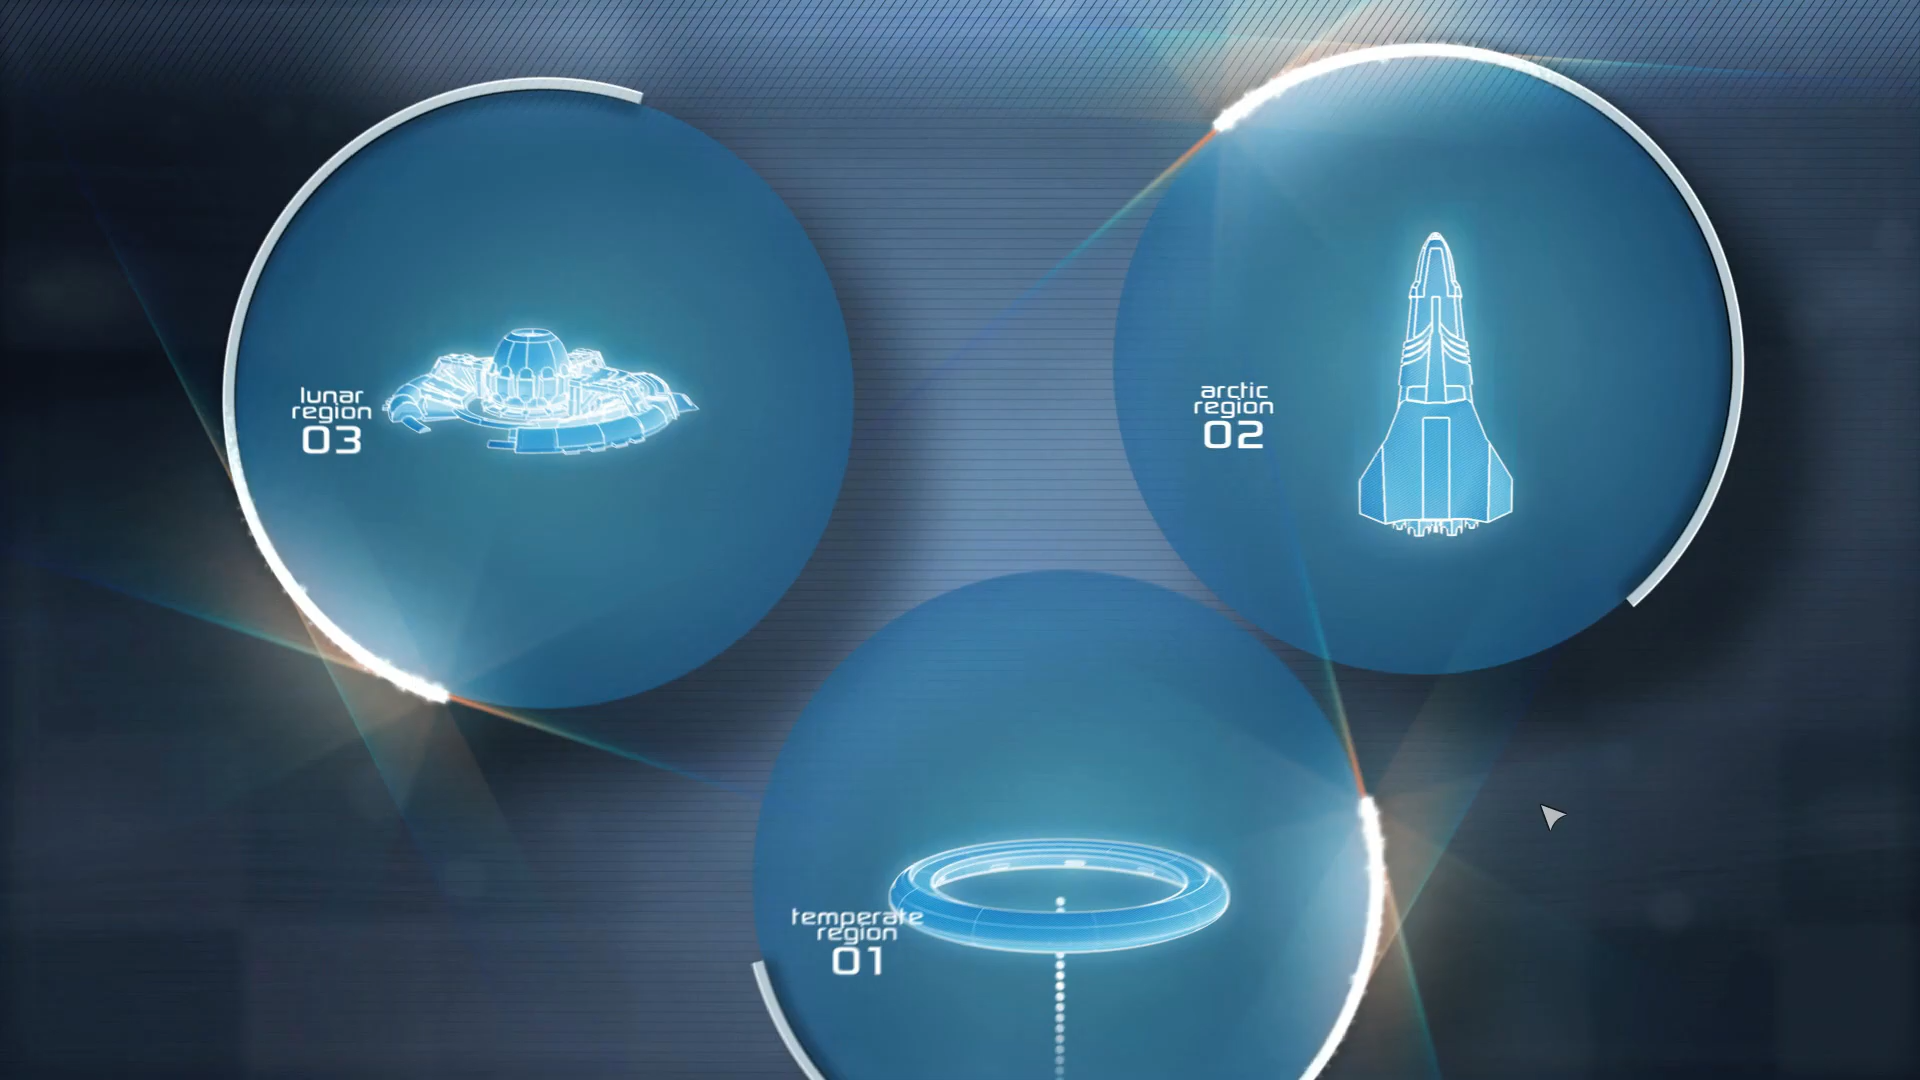 lunar
region
03
arctic
region
02
temperate
region
01